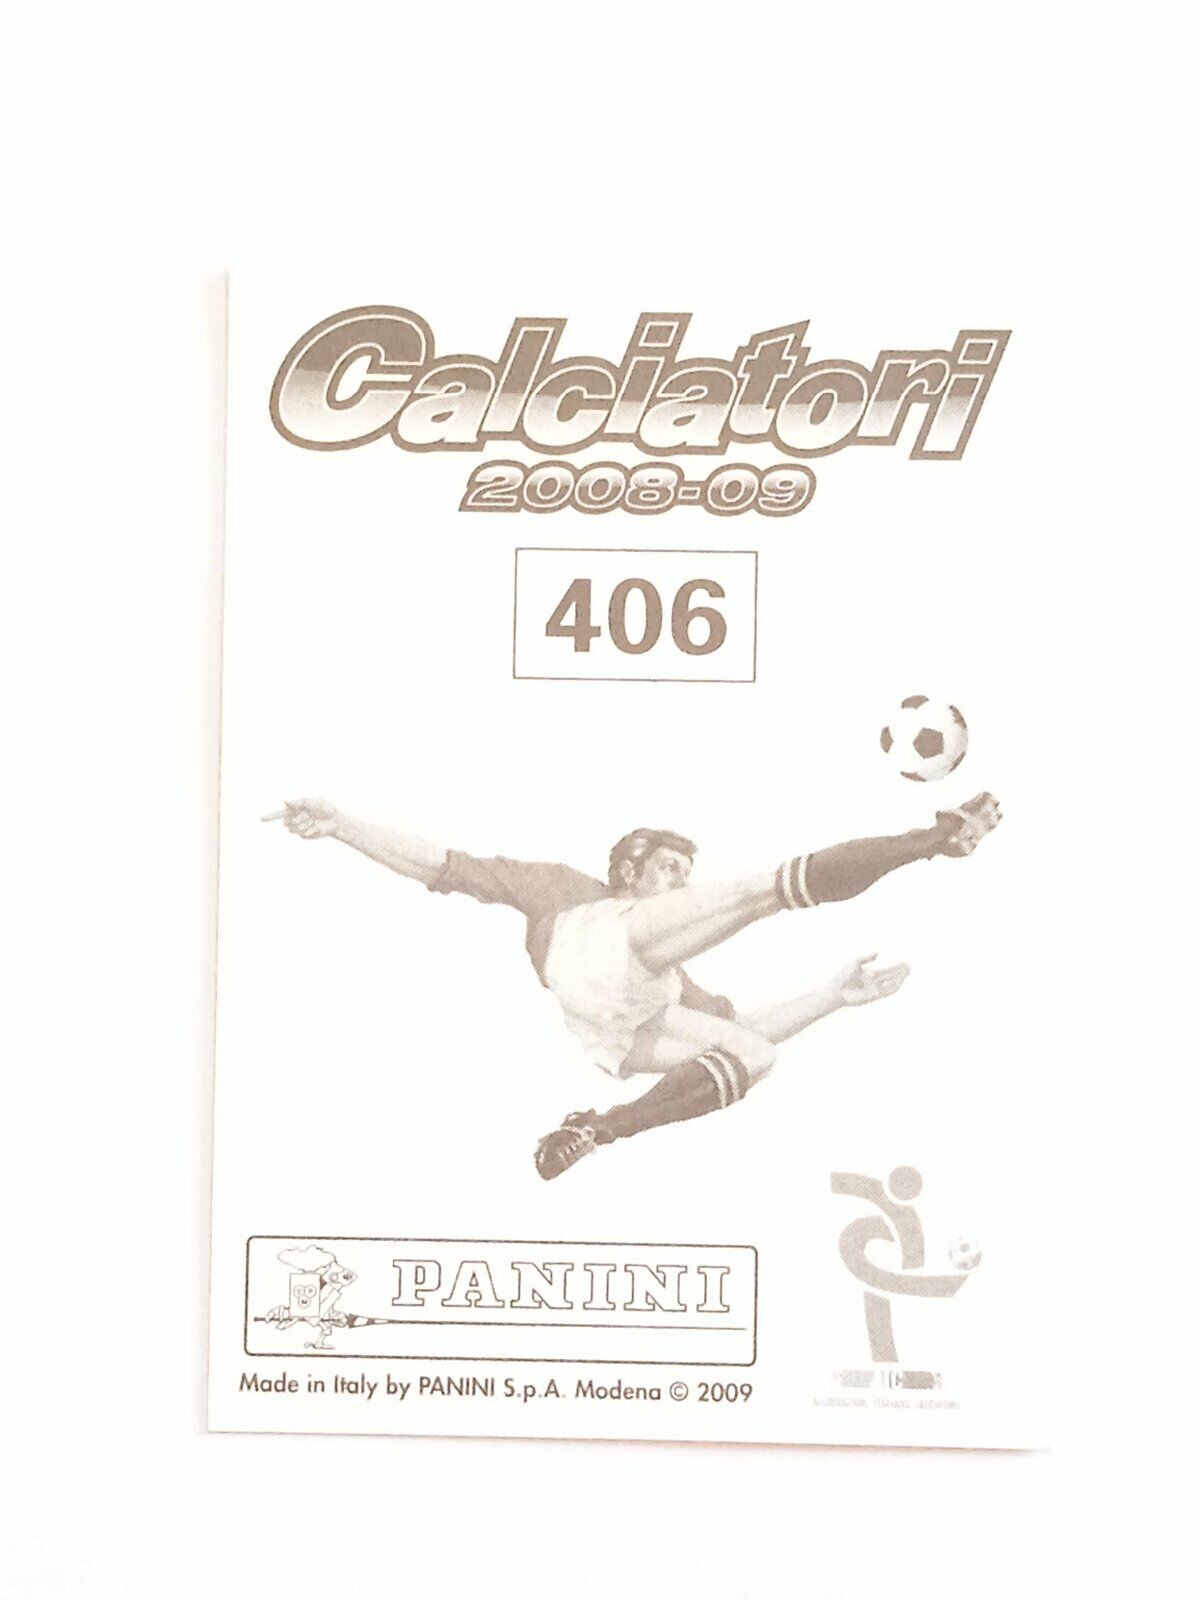 Calciatori
2008-09
406
PANINI
Made in Italy by PANINI S.p.A. Modena © 2009